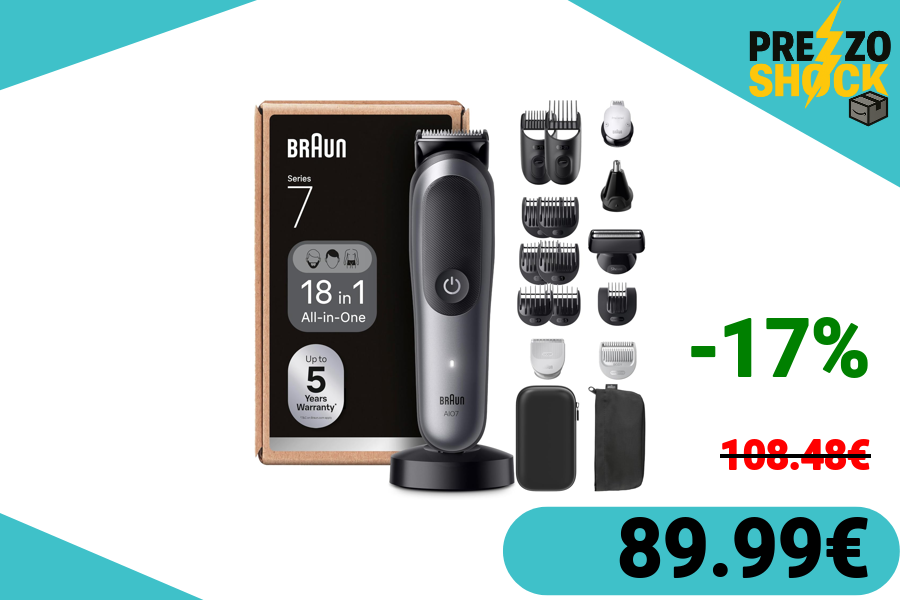 PREZZO
SHOCK
BRAUN
Series
7
18 in 1
All-in-One
Up to
5
Years
Warranty*
BRAUN
AIO7
-17%
108.48€
89.99€